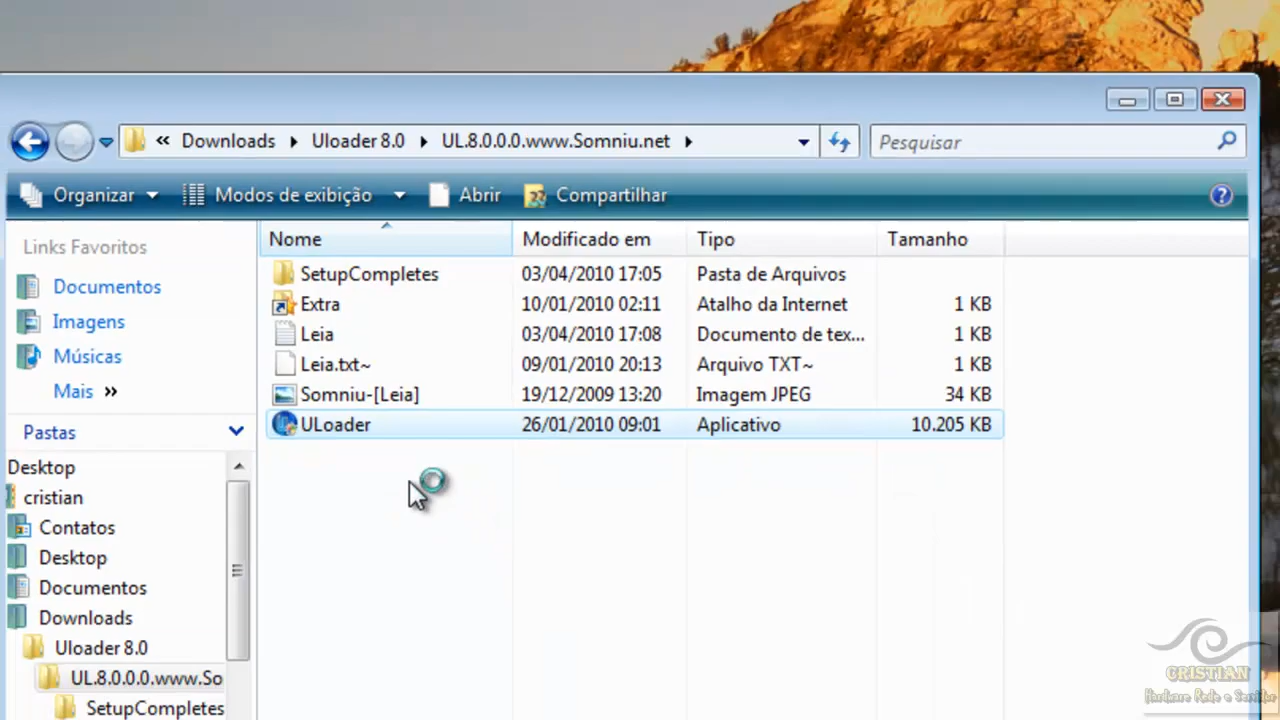 « Downloads Uloader 8.0 UL.8.0.0.0.www.Somniu.net Pesquisar
Organizar Modos de exibição Abrir Compartilhar ?
Links Favoritos
Documentos
Imagens
Músicas
Mais »
Pastas
Desktop
cristian
Contatos
Desktop
Documentos
Downloads
Uloader 8.0
UL.8.0.0.0.www.So
SetupCompletes
Nome Modificado em Tipo Tamanho
SetupCompletes 03/04/2010 17:05 Pasta de Arquivos
Extra 10/01/2010 02:11 Atalho da Internet 1 KB
Leia 03/04/2010 17:08 Documento de tex... 1 KB
Leia.txt~ 09/01/2010 20:13 Arquivo TXT~ 1 KB
Somniu-[Leia] 19/12/2009 13:20 Imagem JPEG 34 KB
ULoader 26/01/2010 09:01 Aplicativo 10.205 KB
CRISTIAN
Hardware Rede e Servidor